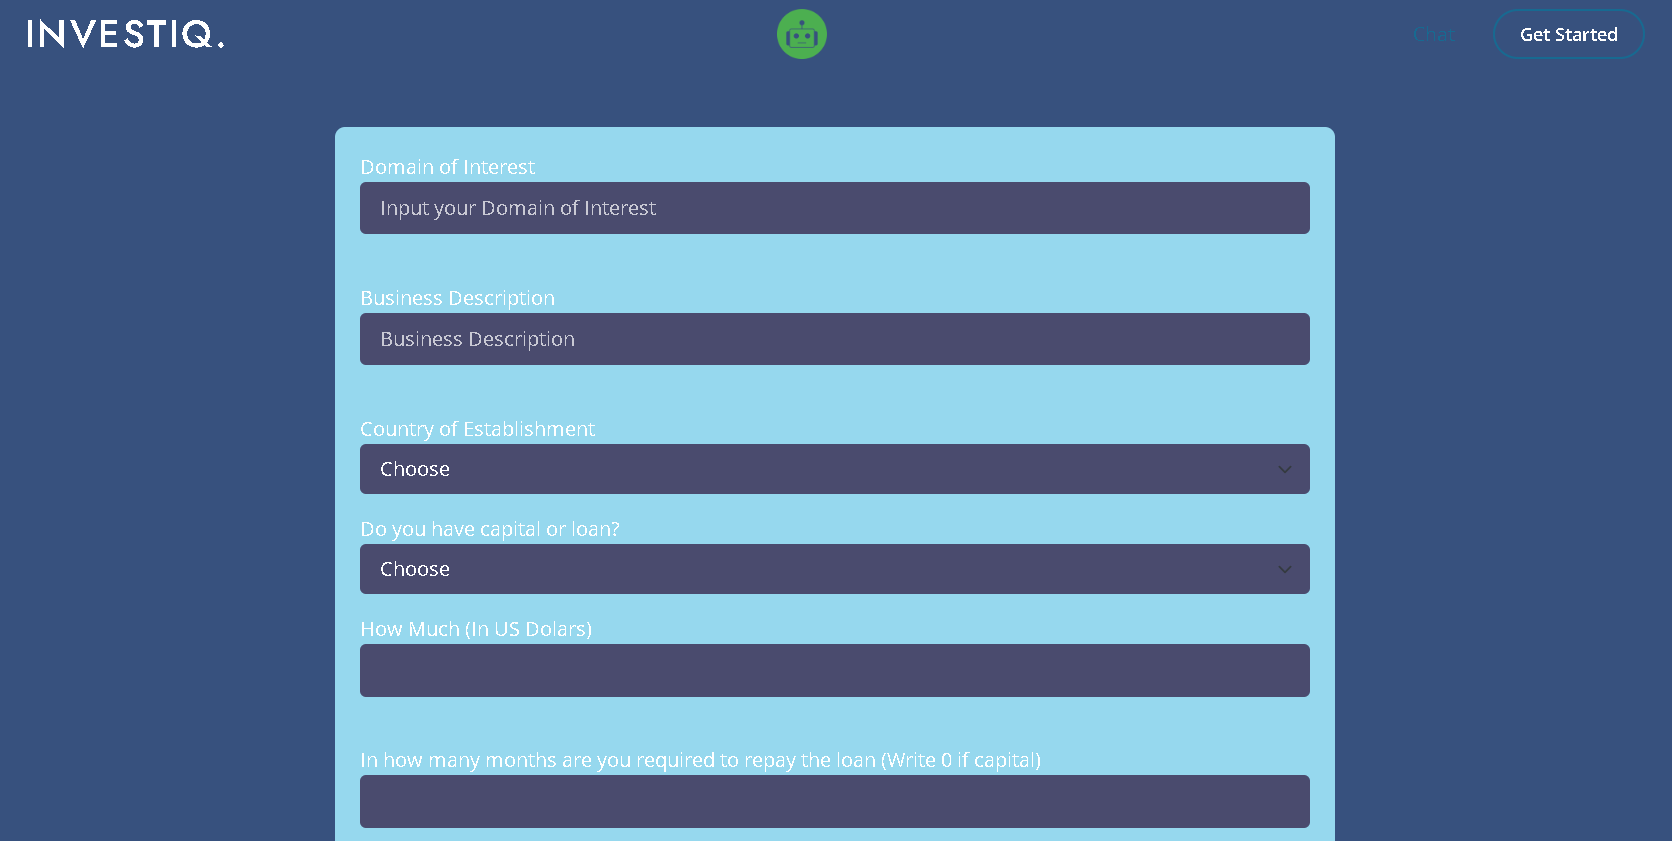 INVESTIQ.
Chat
Get Started
Domain of Interest
Input your Domain of Interest
Business Description
Business Description
Country of Establishment
Choose
Do you have capital or loan?
Choose
How Much (In US Dolars)
In how many months are you required to repay the loan (Write 0 if capital)